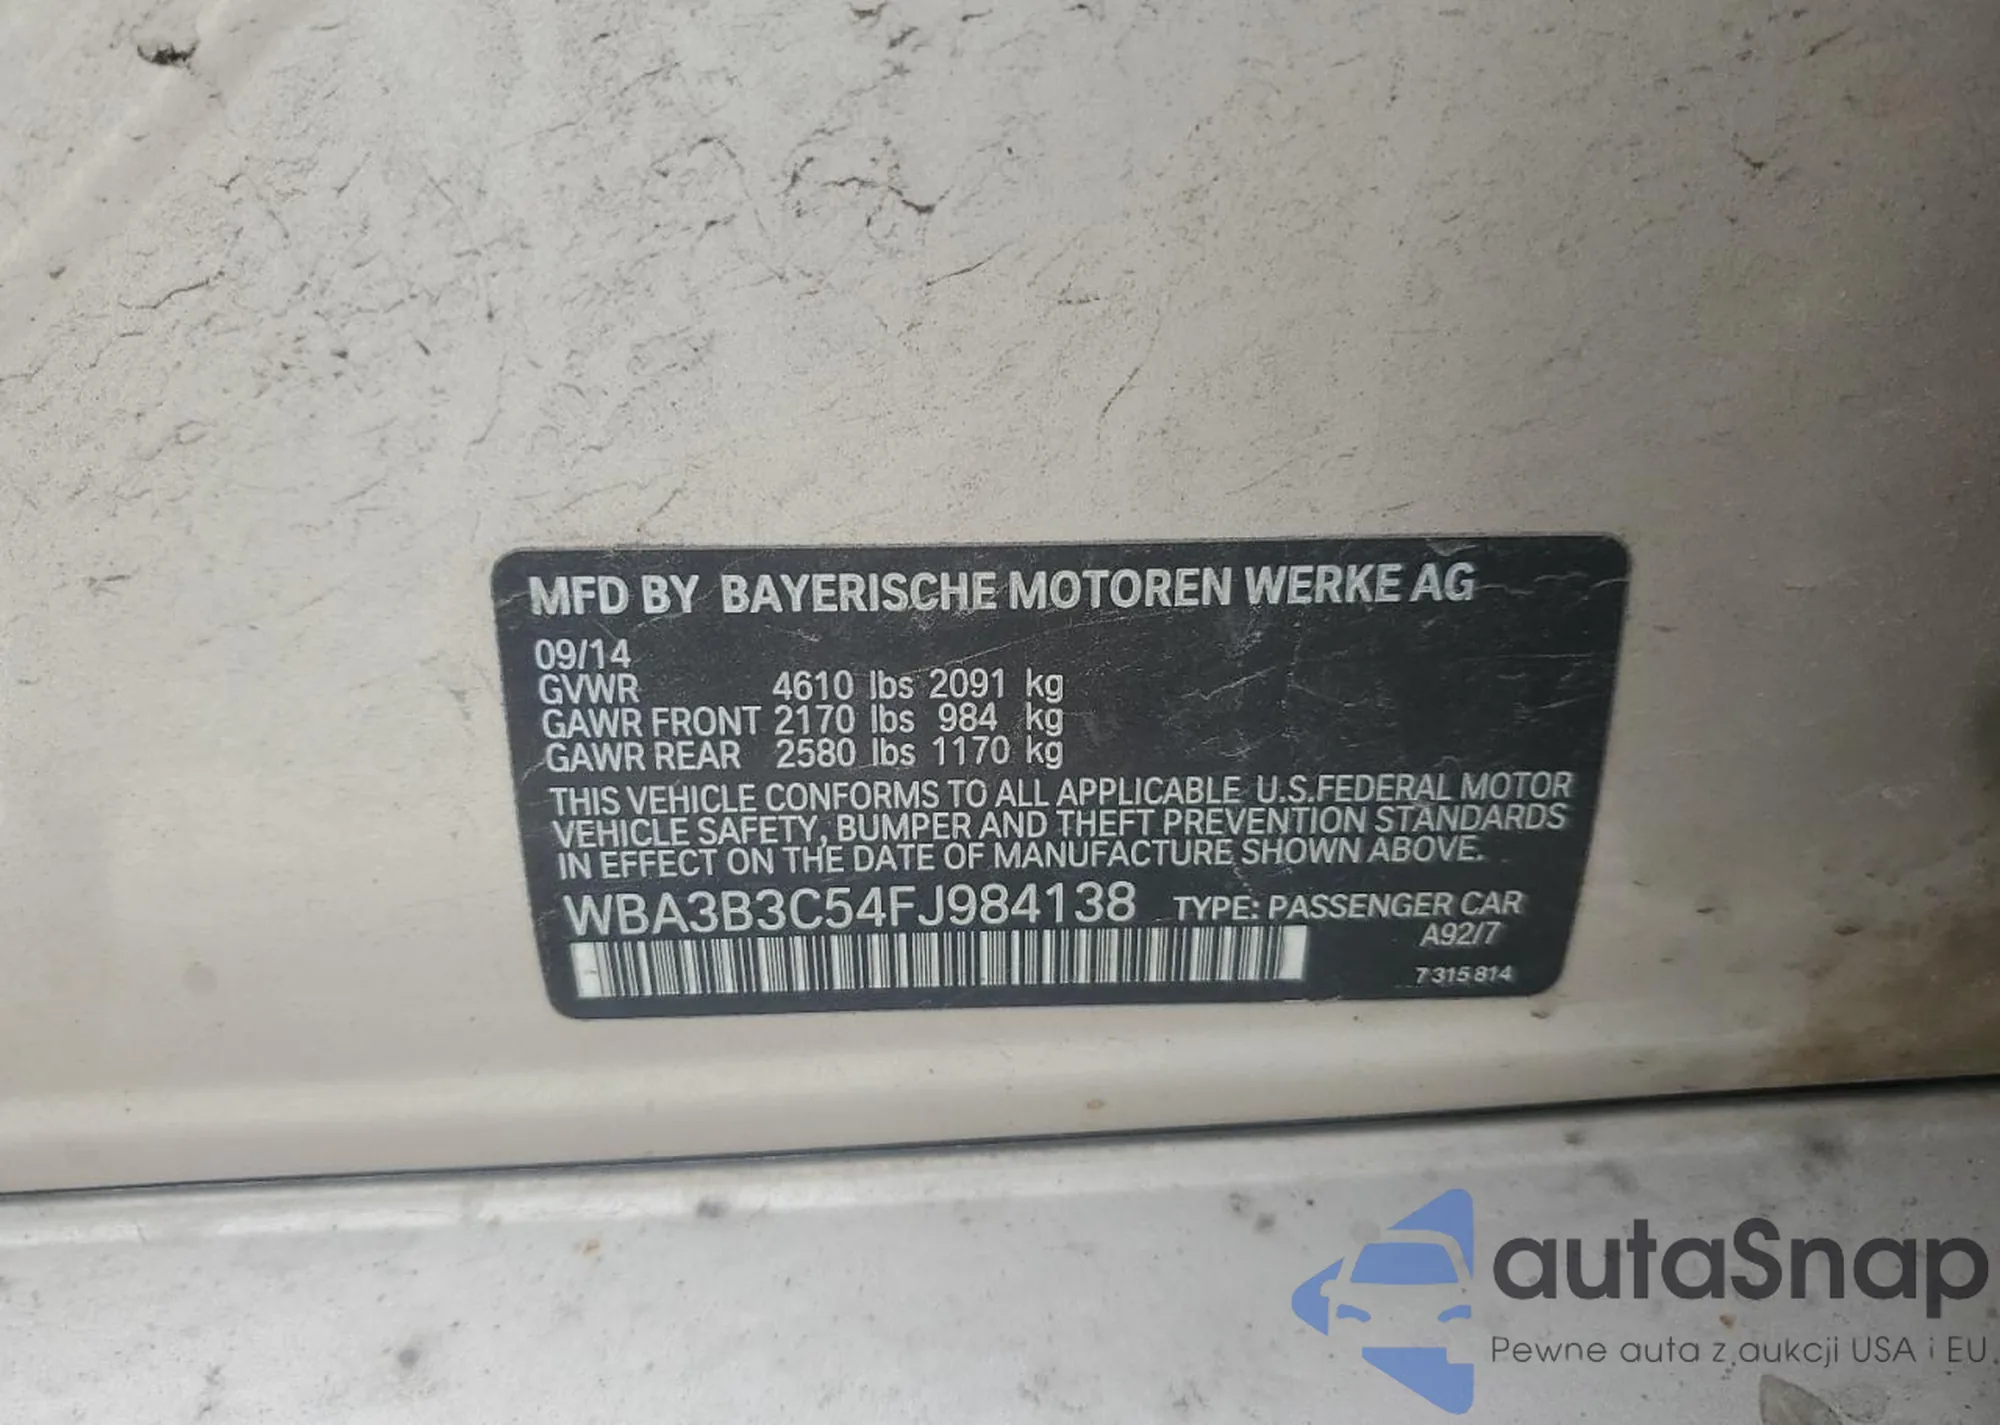 MFD BY BAYERISCHE MOTOREN WERKE AG
09/14
GVWR 4610 lbs 2091 kg
GAWR FRONT 2170 lbs 984 kg
GAWR REAR 2580 lbs 1170 kg
THIS VEHICLE CONFORMS TO ALL APPLICABLE U.S.FEDERAL MOTOR
VEHICLE SAFETY, BUMPER AND THEFT PREVENTION STANDARDS
IN EFFECT ON THE DATE OF MANUFACTURE SHOWN ABOVE.
WBA3B3C54FJ984138 TYPE: PASSENGER CAR
A92/7
7 315 814
autaSnap
Pewne auta z aukcji USA i EU